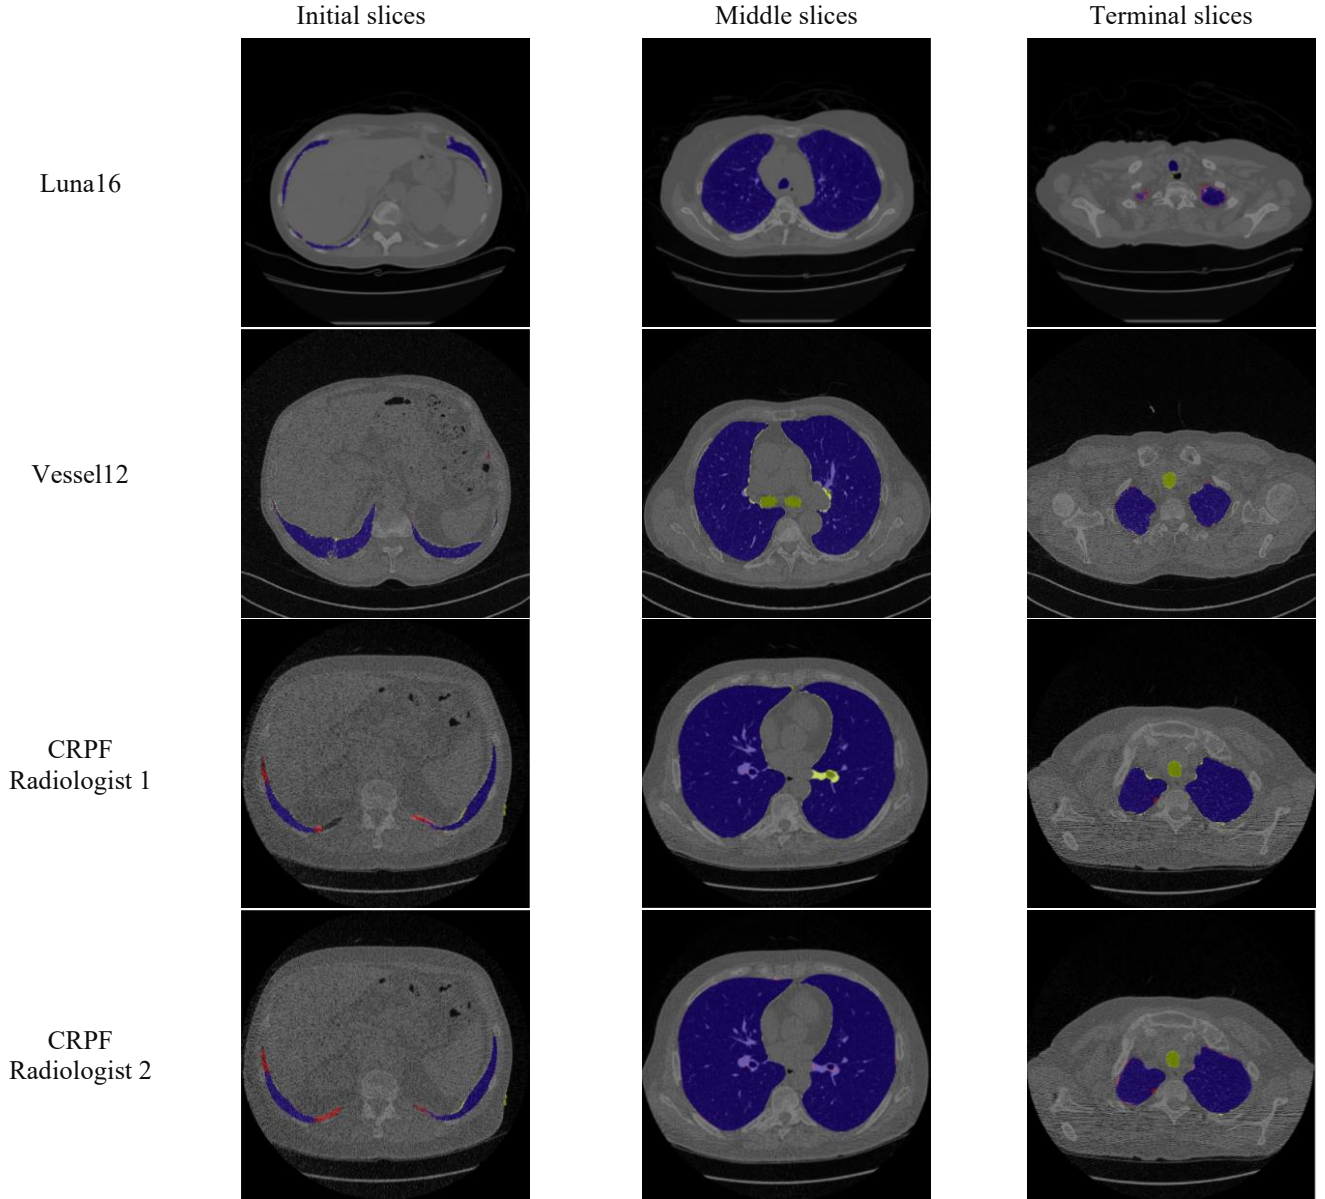 Initial slices
Middle slices
Terminal slices
Luna16
Vessel12
CRPF
Radiologist 1
CRPF
Radiologist 2